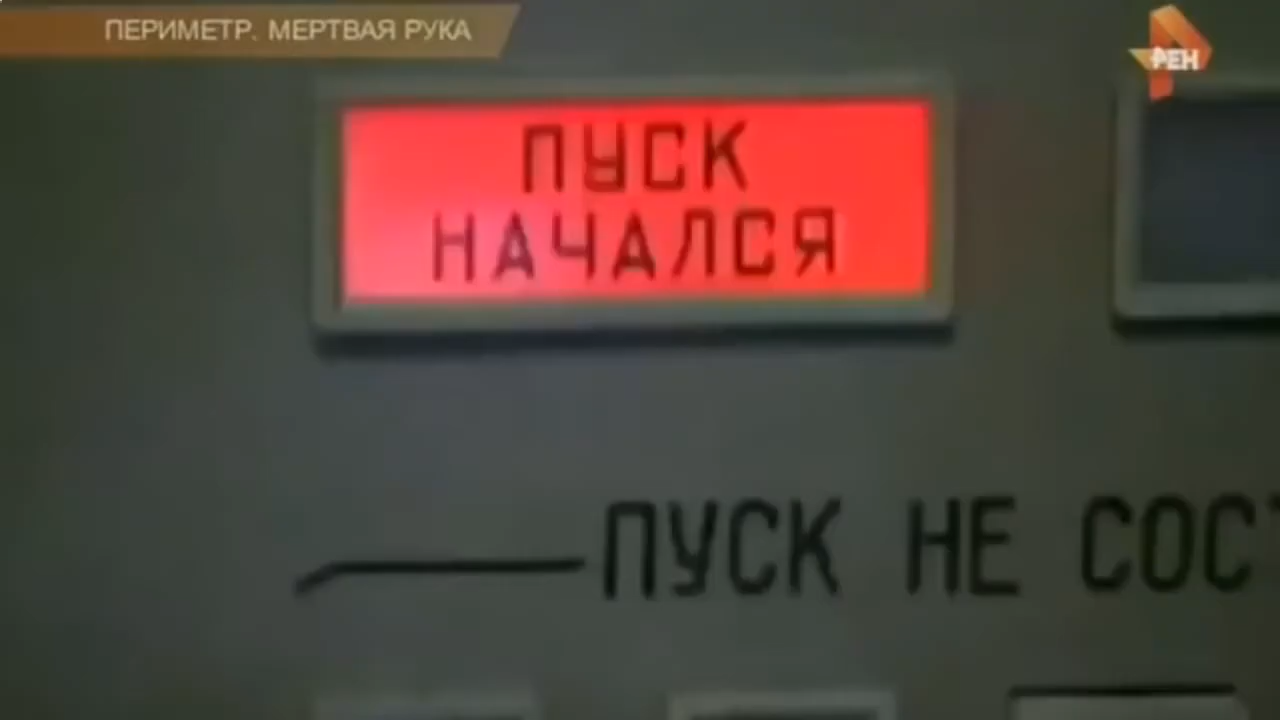 ПЕРИМЕТР. МЕРТВАЯ РУКА
РЕН
ПУСК
НАЧАЛСЯ
ПУСК НЕ СОСТ